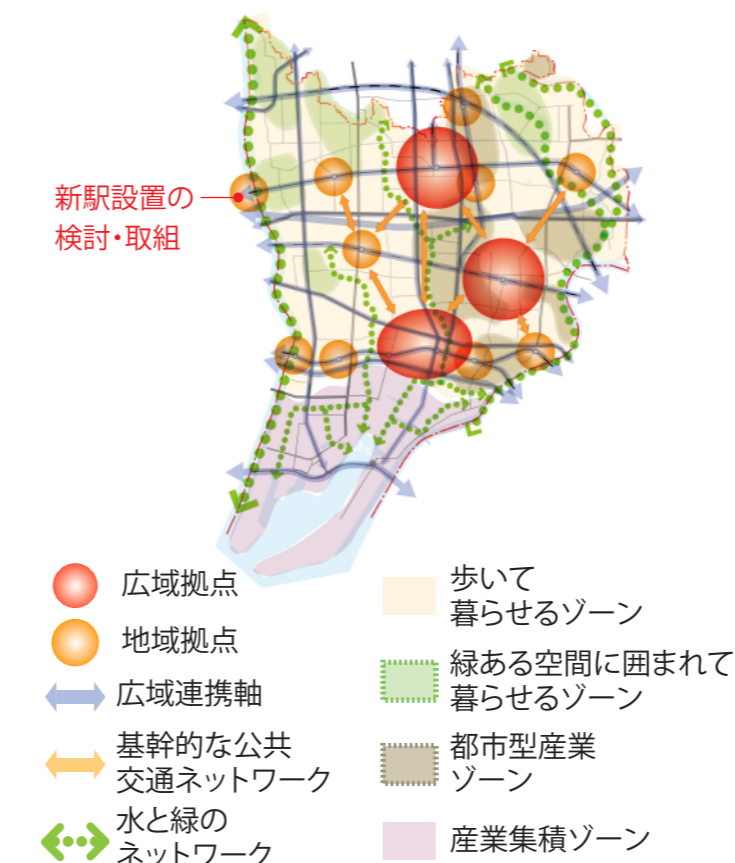 新駅設置の
検討・取組
広域拠点
地域拠点
広域連携軸
基幹的な公共
交通ネットワーク
水と緑の
ネットワーク
歩いて
暮らせるゾーン
緑ある空間に囲まれて
暮らせるゾーン
都市型産業
ゾーン
産業集積ゾーン